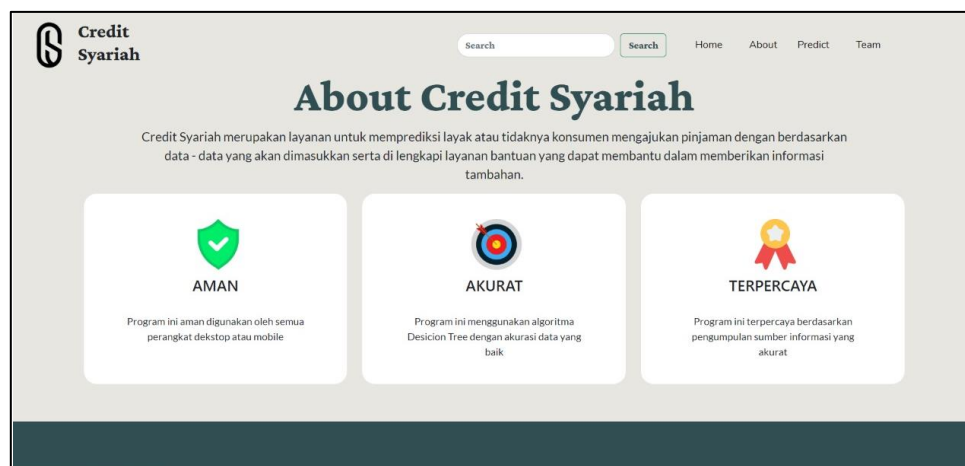 Credit
Syariah
Search
Search
Home
About
Predict
Team
About Credit Syariah
Credit Syariah merupakan layanan untuk memprediksi layak atau tidaknya konsumen mengajukan pinjaman dengan berdasarkan
data - data yang akan dimasukkan serta di lengkapi layanan bantuan yang dapat membantu dalam memberikan informasi
tambahan.
AMAN
Program ini aman digunakan oleh semua
perangkat dekstop atau mobile
AKURAT
Program ini menggunakan algoritma
Desicion Tree dengan akurasi data yang
baik
TERPERCAYA
Program ini terpercaya berdasarkan
pengumpulan sumber informasi yang
akurat